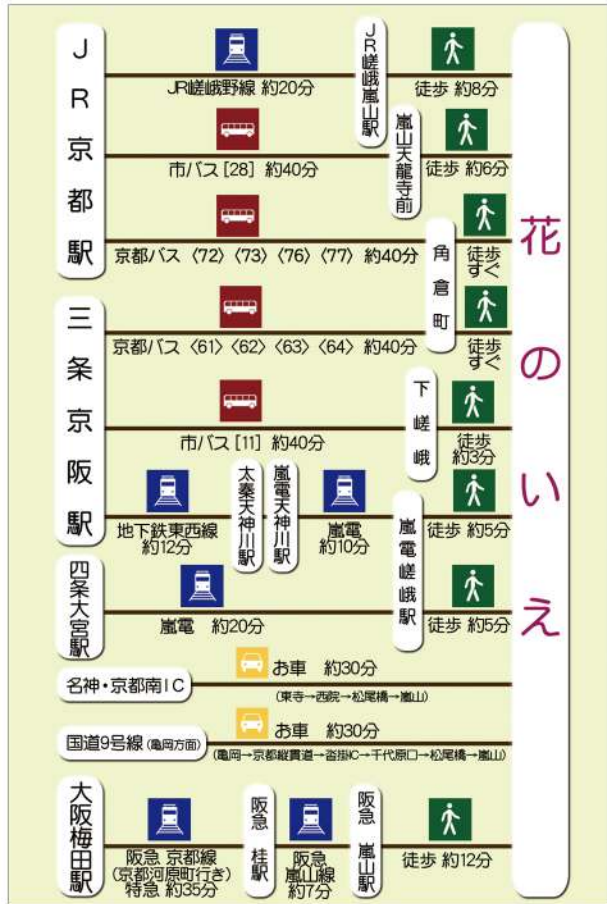 JR京都駅
JR嵯峨野線 約20分
JR嵯峨嵐山駅
徒歩 約8分
市バス [28] 約40分
嵐山天龍寺前
徒歩 約6分
京都バス 〈72〉〈73〉〈76〉〈77〉 約40分
角倉町
徒歩
すぐ
三条京阪駅
京都バス 〈61〉〈62〉〈63〉〈64〉 約40分
徒歩
すぐ
市バス [11] 約40分
下嵯峨
徒歩
約3分
地下鉄東西線
約12分
太秦天神川駅
嵐電天神川駅
嵐電
約10分
嵐電嵯峨駅
徒歩 約5分
四条大宮駅
嵐電 約20分
徒歩 約5分
名神・京都南IC
お車 約30分
(東寺→西院→松尾橋→嵐山)
国道9号線(亀岡方面)
お車 約30分
(亀岡→京都縦貫道→沓掛IC→千代原口→松尾橋→嵐山)
大阪梅田駅
阪急 京都線
(京都河原町行き)
特急 約35分
阪急 桂駅
阪急
嵐山線
約7分
阪急 嵐山駅
徒歩 約12分
花のいえ